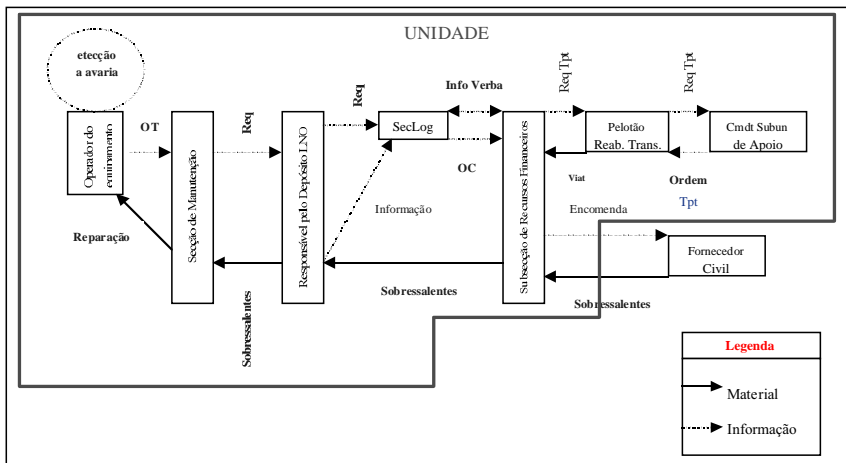 UNIDADE
etecção
a avaria
Operador do
equipamento
OT
Secção de Manutenção
Req
Responsável pelo Depósito LNO
Req
SecLog
Info Verba
OC
Informação
Subsecção de Recursos Financeiros
Req Tpt
Pelotão
Reab. Trans.
Req Tpt
Cmdt Subun
de Apoio
Viat
Ordem
Tpt
Encomenda
Fornecedor
Civil
Reparação
Sobressalentes
Sobressalentes
Sobressalentes
Legenda
Material
Informação